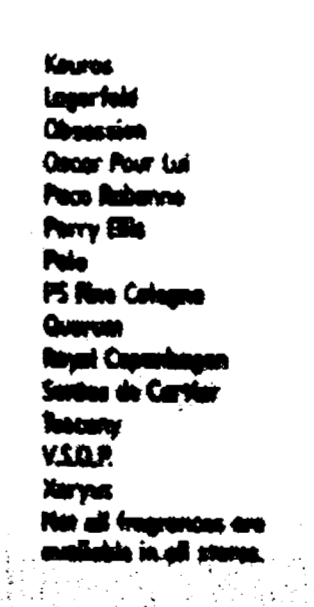 Kouros
Lagerfeld
Obsession
Oscar Pour Lui
Paco Rabanne
Perry Ellis
Polo
PS Fine Cologne
Quorum
Royal Copenhagen
Santos de Cartier
Tuscany
V.S.O.P.
Xeryus
Not all fragrances are
available in all stores.